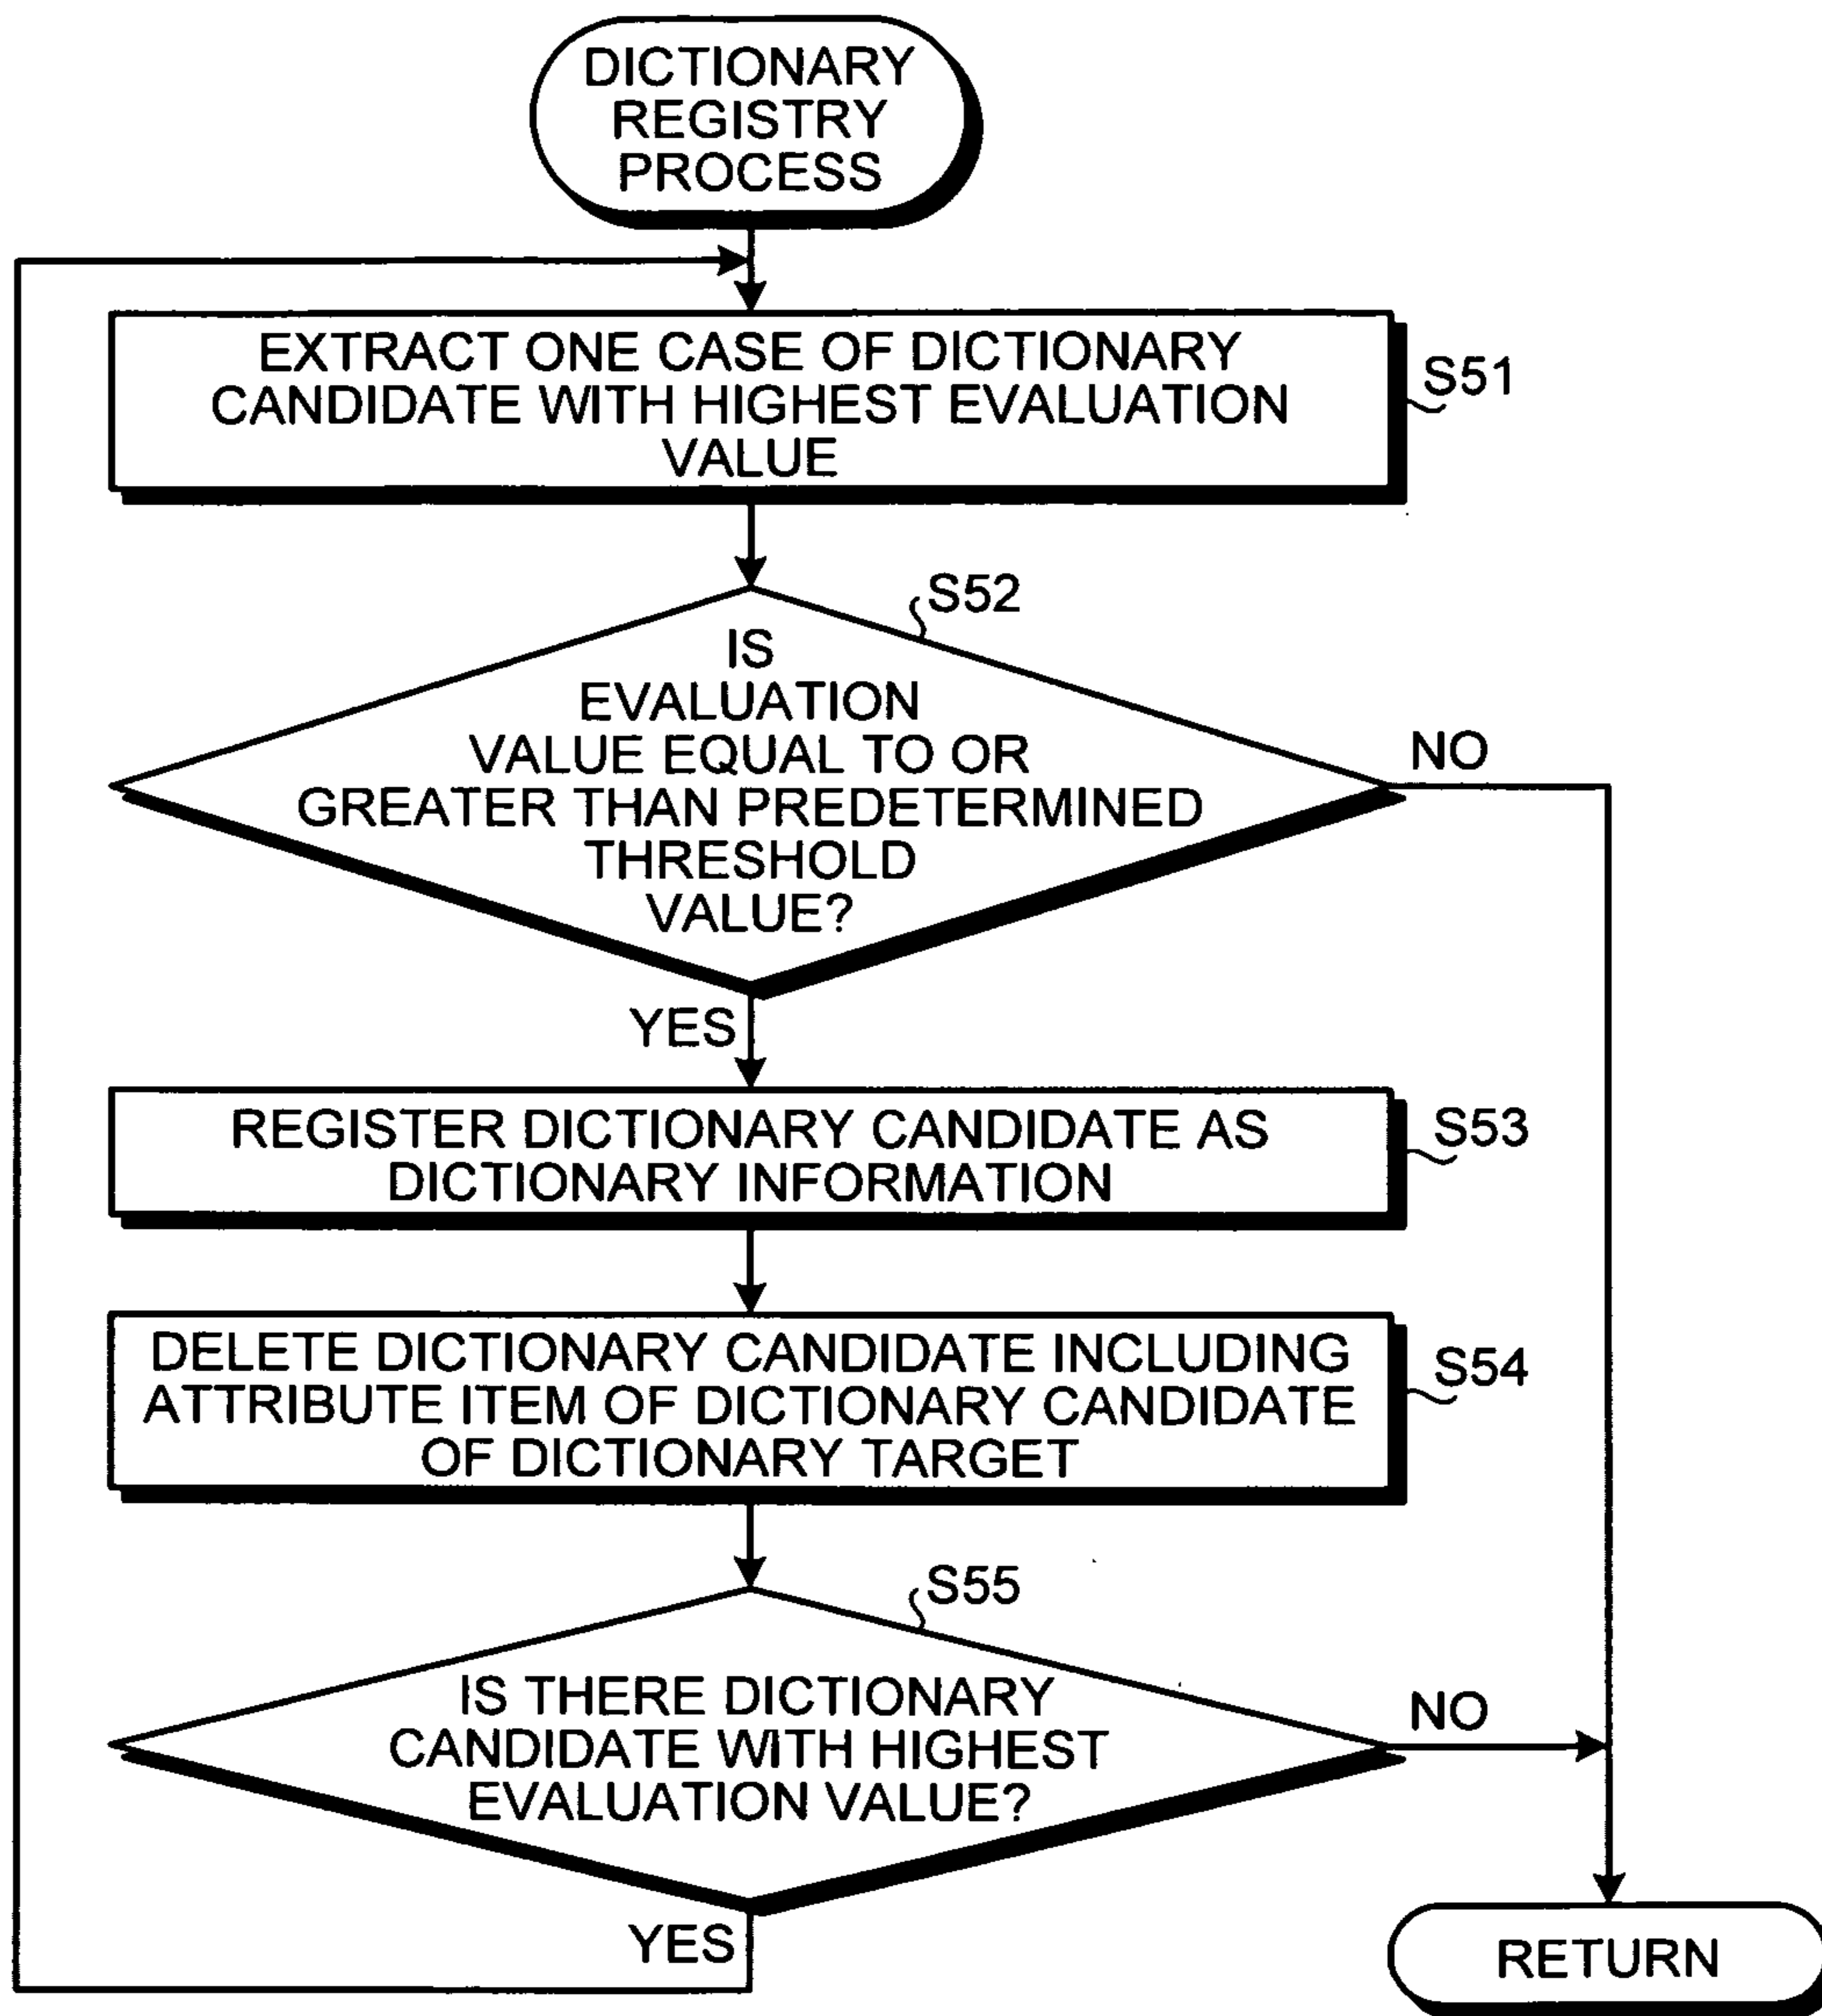 DICTIONARY
REGISTRY
PROCESS
EXTRACT ONE CASE OF DICTIONARY
CANDIDATE WITH HIGHEST EVALUATION
VALUE
S51
S52
IS
EVALUATION
VALUE EQUAL TO OR
GREATER THAN PREDETERMINED
THRESHOLD
VALUE?
NO
YES
REGISTER DICTIONARY CANDIDATE AS
DICTIONARY INFORMATION
S53
DELETE DICTIONARY CANDIDATE INCLUDING
ATTRIBUTE ITEM OF DICTIONARY CANDIDATE
OF DICTIONARY TARGET
S54
S55
IS THERE DICTIONARY
CANDIDATE WITH HIGHEST
EVALUATION VALUE?
NO
YES
RETURN